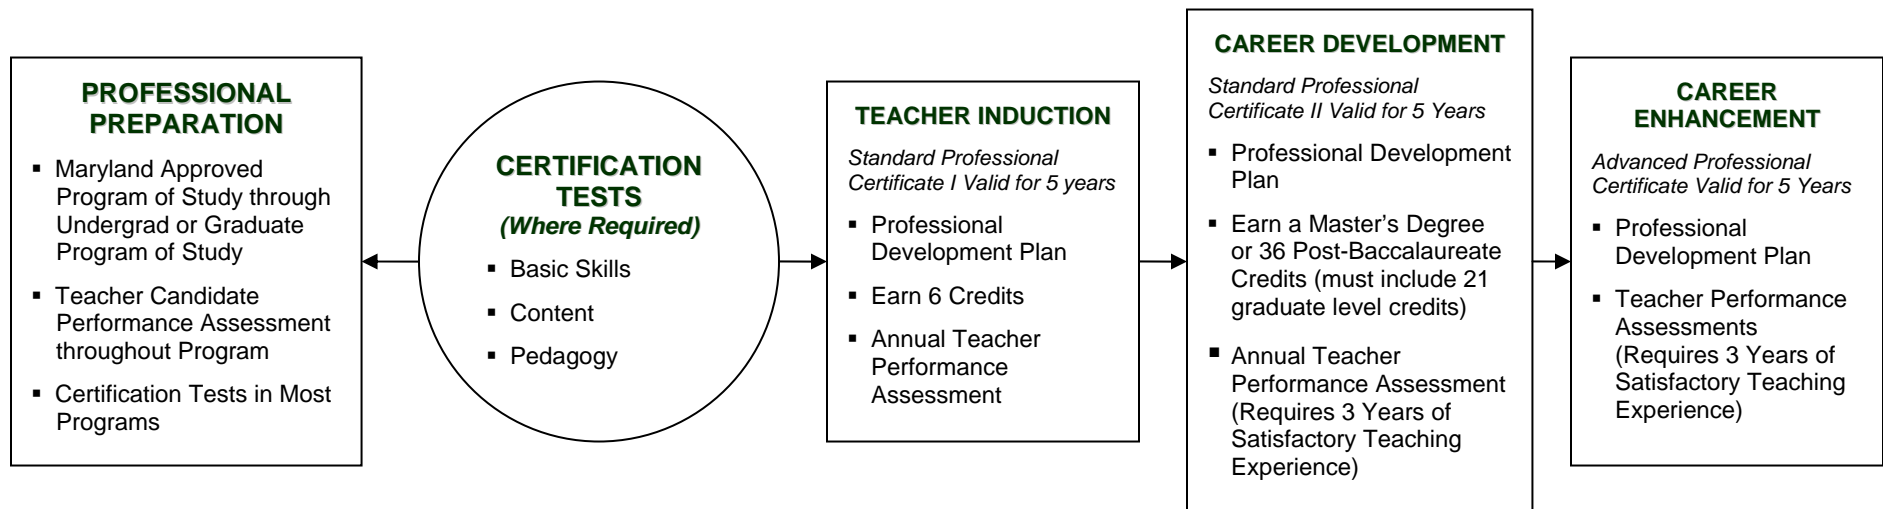 PROFESSIONAL
PREPARATION
▪ Maryland Approved
Program of Study through
Undergrad or Graduate
Program of Study
▪ Teacher Candidate
Performance Assessment
throughout Program
▪ Certification Tests in Most
Programs
CERTIFICATION
TESTS
(Where Required)
▪ Basic Skills
▪ Content
▪ Pedagogy
TEACHER INDUCTION
Standard Professional
Certificate I Valid for 5 years
▪ Professional
Development Plan
▪ Earn 6 Credits
▪ Annual Teacher
Performance
Assessment
CAREER DEVELOPMENT
Standard Professional
Certificate II Valid for 5 Years
▪ Professional Development
Plan
▪ Earn a Master’s Degree
or 36 Post-Baccalaureate
Credits (must include 21
graduate level credits)
▪ Annual Teacher
Performance Assessment
(Requires 3 Years of
Satisfactory Teaching
Experience)
CAREER
ENHANCEMENT
Advanced Professional
Certificate Valid for 5 Years
▪ Professional
Development Plan
▪ Teacher Performance
Assessments
(Requires 3 Years of
Satisfactory Teaching
Experience)